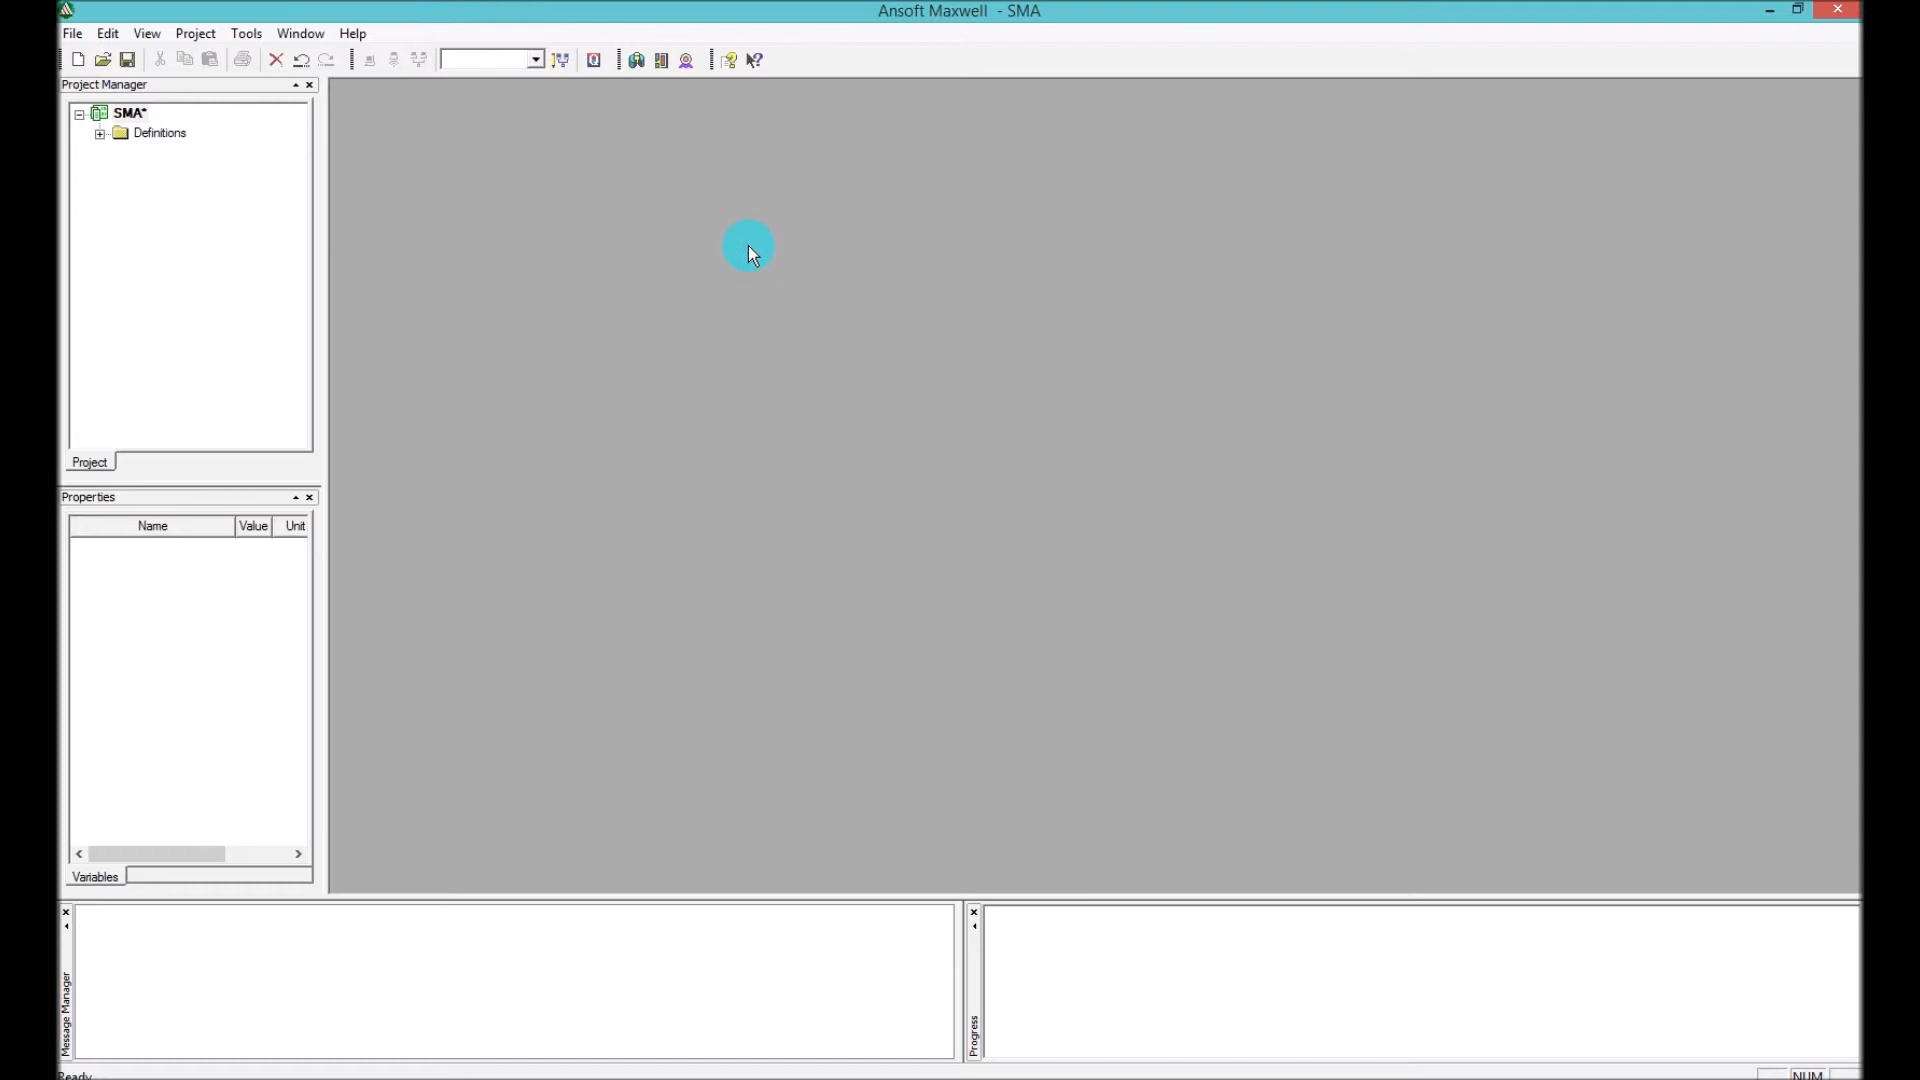 Ansoft Maxwell - SMA
File Edit View Project Tools Window Help
Project Manager
SMA*
Definitions
Project
Properties
Name Value Unit
Variables
Message Manager
Progress
Ready
NUM